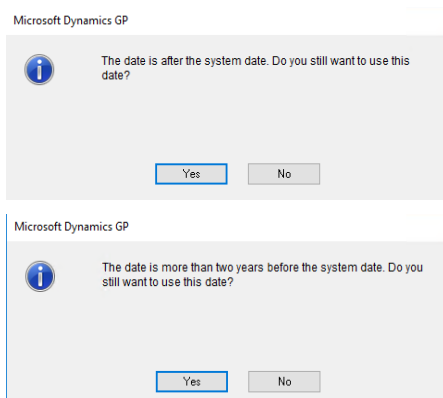 Microsoft Dynamics GP
The date is after the system date. Do you still want to use this
date?
Yes
No
Microsoft Dynamics GP
The date is more than two years before the system date. Do you
still want to use this date?
Yes
No